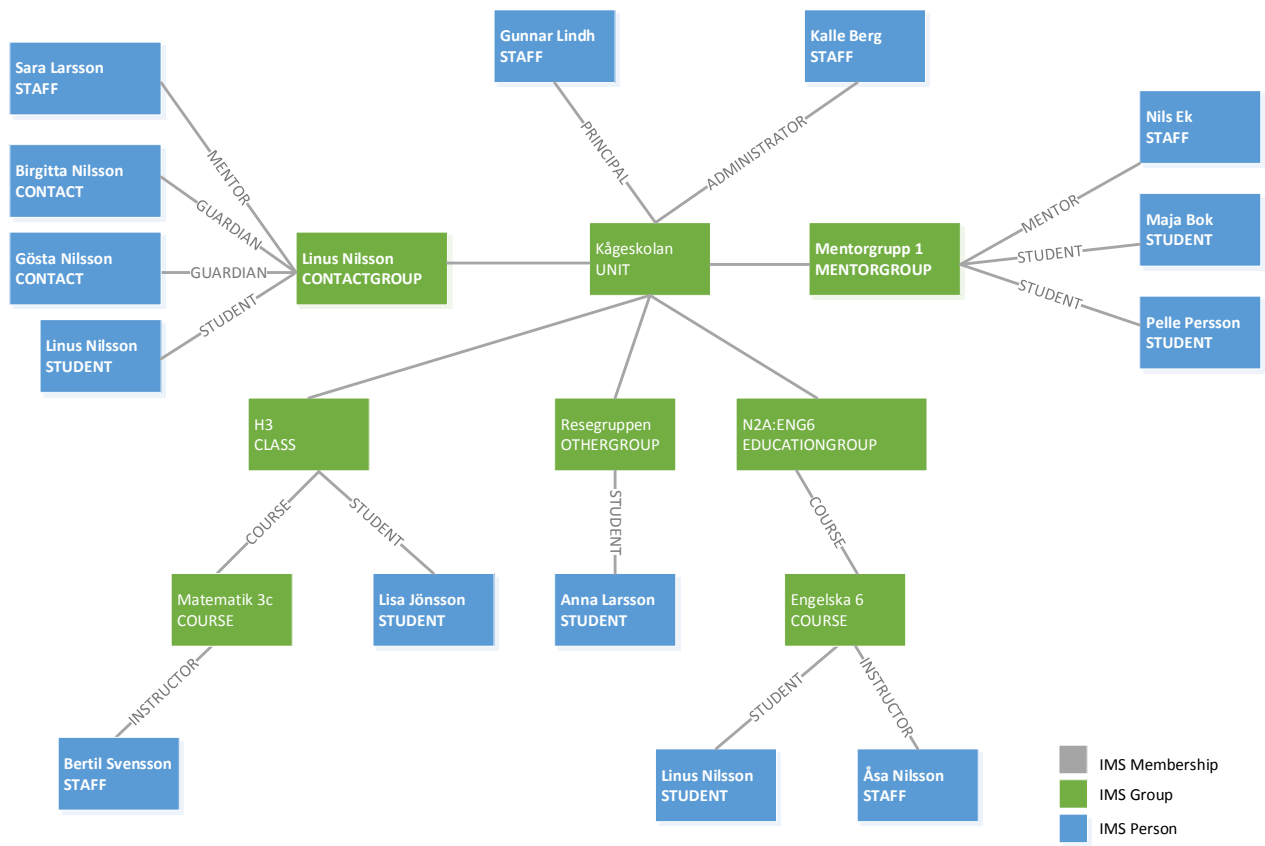 Gunnar Lindh
STAFF
Kalle Berg
STAFF
Sara Larsson
STAFF
Nils Ek
STAFF
PRINCIPAL
ADMINISTRATOR
MENTOR
Birgitta Nilsson
CONTACT
GUARDIAN
MENTOR
Maja Bok
STUDENT
STUDENT
Gösta Nilsson
CONTACT
GUARDIAN
Linus Nilsson
CONTACTGROUP
Kågeskolan
UNIT
Mentorgrupp 1
MENTORGROUP
STUDENT
STUDENT
Linus Nilsson
STUDENT
Pelle Persson
STUDENT
H3
CLASS
Resegruppen
OTHERGROUP
N2A:ENG6
EDUCATIONGROUP
COURSE
STUDENT
STUDENT
COURSE
Matematik 3c
COURSE
Lisa Jönsson
STUDENT
Anna Larsson
STUDENT
Engelska 6
COURSE
INSTRUCTOR
STUDENT
INSTRUCTOR
Bertil Svensson
STAFF
Linus Nilsson
STUDENT
Åsa Nilsson
STAFF
IMS Membership
IMS Group
IMS Person